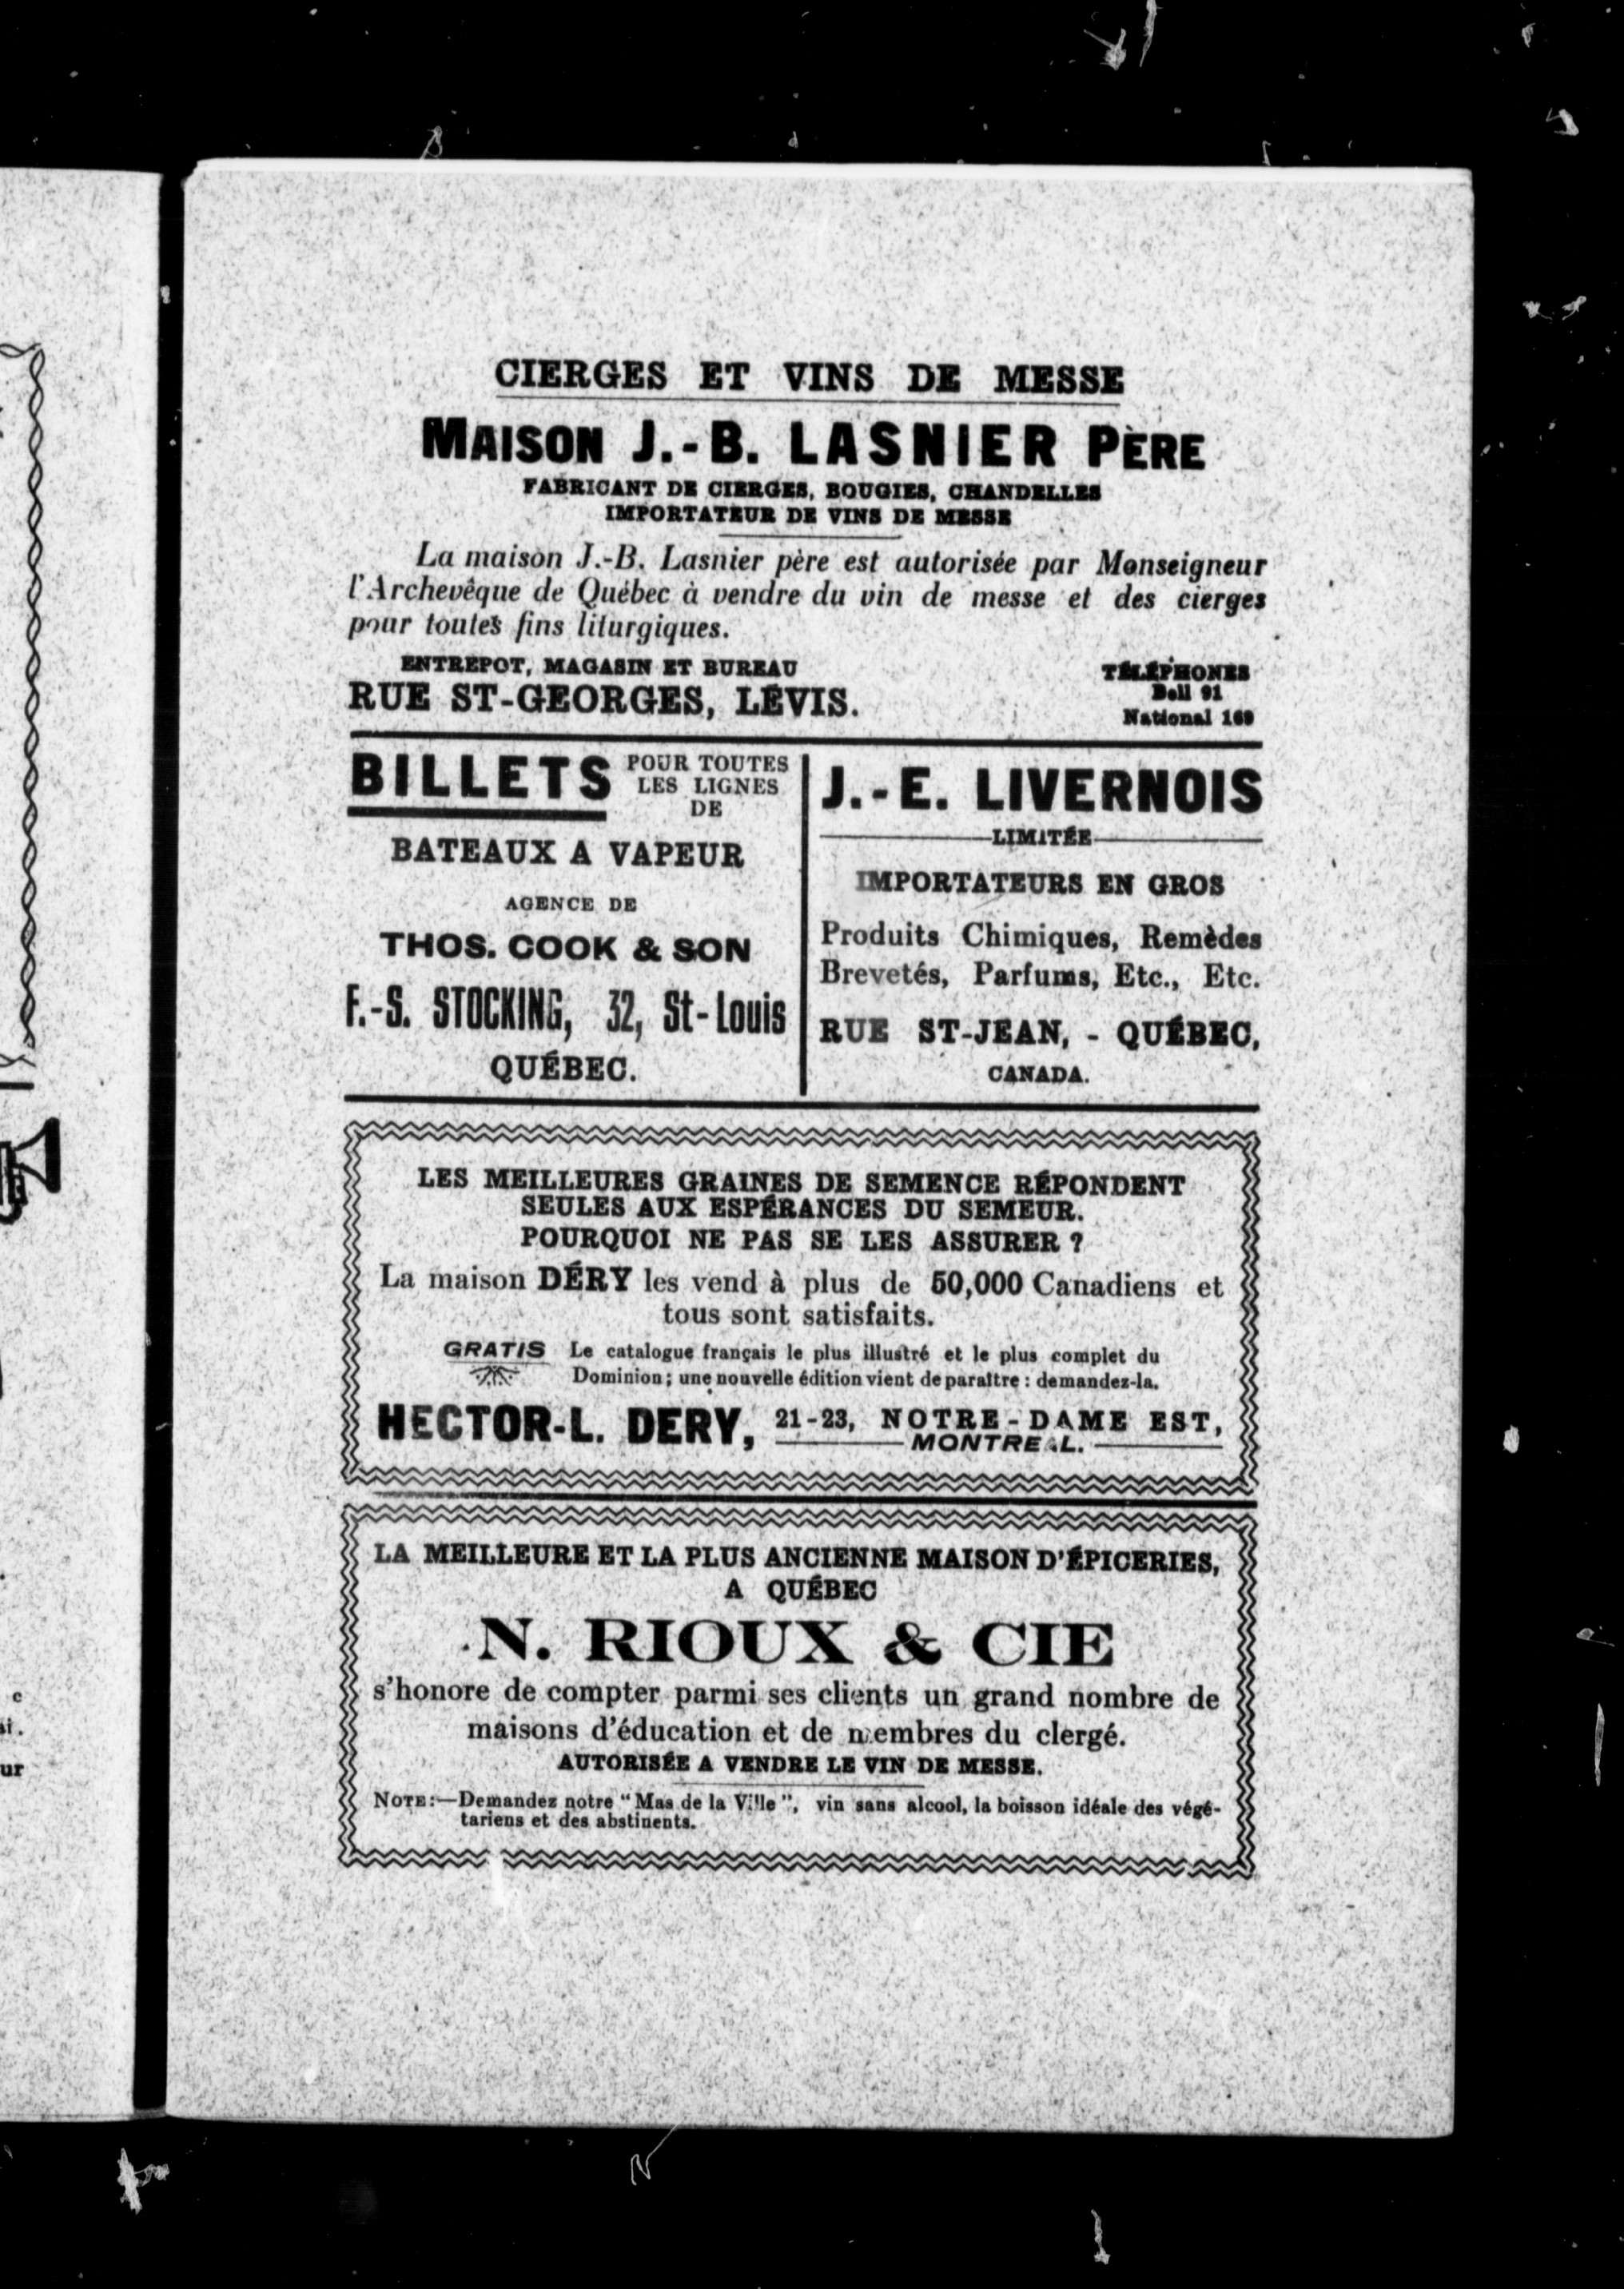 CIERGES ET VINS DE MESSE
MAISON J.-B. LASNIER PÈRE
FABRICANT DE CIERGES, BOUGIES, CHANDELLES
IMPORTATEUR DE VINS DE MESSE
La maison J.-B. Lasnier père est autorisée par Monseigneur
l'Archevêque de Québec à vendre du vin de messe et des cierges
pour toutes fins liturgiques.
ENTREPOT, MAGASIN ET BUREAU
RUE ST-GEORGES, LÉVIS.
TÉLÉPHONES
Bell 91
National 169
BILLETS POUR TOUTES
LES LIGNES
DE
BATEAUX A VAPEUR
AGENCE DE
THOS. COOK & SON
F.-S. STOCKING, 32, St-Louis
QUÉBEC.
J.-E. LIVERNOIS
LIMITÉE
IMPORTATEURS EN GROS
Produits Chimiques, Remèdes
Brevetés, Parfums, Etc., Etc.
RUE ST-JEAN, - QUÉBEC,
CANADA.
LES MEILLEURES GRAINES DE SEMENCE RÉPONDENT
SEULES AUX ESPÉRANCES DU SEMEUR.
POURQUOI NE PAS SE LES ASSURER ?
La maison DÉRY les vend à plus de 50,000 Canadiens et
tous sont satisfaits.
GRATIS Le catalogue français le plus illustré et le plus complet du
Dominion ; une nouvelle édition vient de paraître : demandez-la.
HECTOR-L. DERY, 21-23, NOTRE-DAME EST,
MONTREAL.
LA MEILLEURE ET LA PLUS ANCIENNE MAISON D'ÉPICERIES,
A QUÉBEC
N. RIOUX & CIE
s'honore de compter parmi ses clients un grand nombre de
maisons d'éducation et de membres du clergé.
AUTORISÉE A VENDRE LE VIN DE MESSE.
NOTE:—Demandez notre "Mas de la Ville", vin sans alcool, la boisson idéale des végé-
tariens et des abstinents.